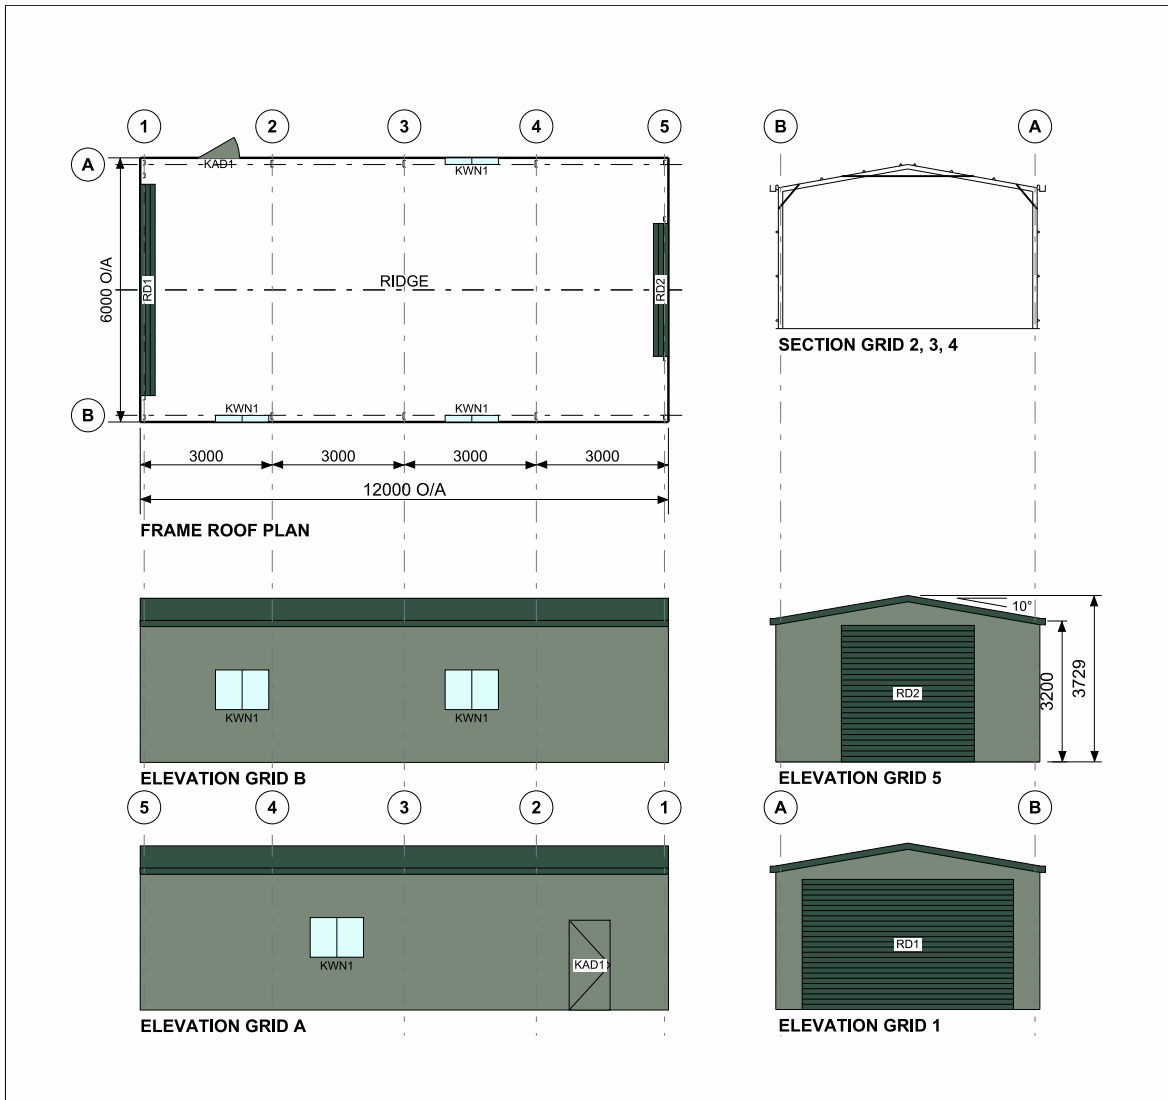 1 2 3 4 5 B A
A
KAD1 KWN1
6000 O/A
RD1
RIDGE
RD2
SECTION GRID 2, 3, 4
B
KWN1 KWN1
3000 3000 3000 3000
12000 O/A
FRAME ROOF PLAN
10°
3200
3729
RD2
KWN1 KWN1
ELEVATION GRID B
ELEVATION GRID 5
5 4 3 2 1 A B
KWN1
KAD1
RD1
ELEVATION GRID A
ELEVATION GRID 1